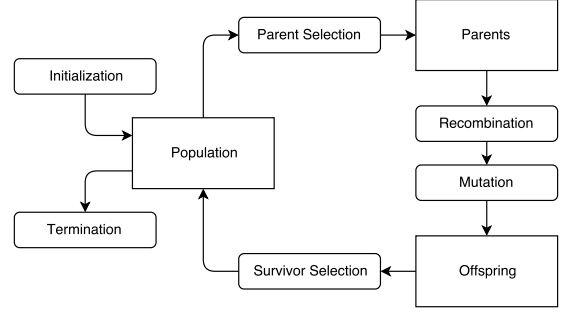 Parent Selection
Parents
Initialization
Recombination
Population
Mutation
Termination
Survivor Selection
Offspring